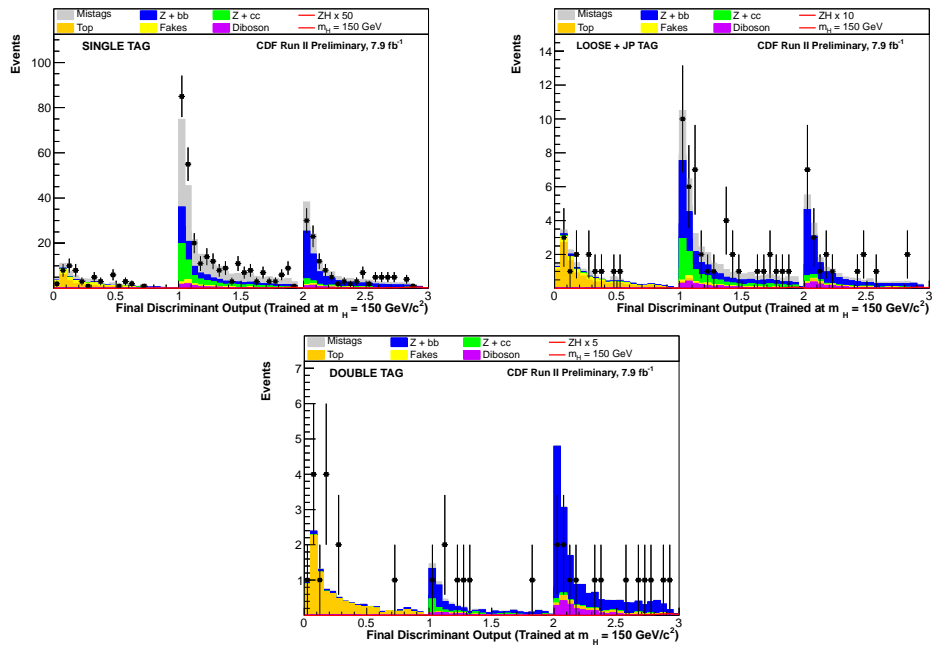 Mistags Z + bb Z + cc ZH x 50
Top Fakes Diboson m_H = 150 GeV
SINGLE TAG CDF Run II Preliminary, 7.9 fb⁻¹
Events
100
80
60
40
20
0 0.5 1 1.5 2 2.5 3
Final Discriminant Output (Trained at m_H = 150 GeV/c²)
Mistags Z + bb Z + cc ZH x 10
Top Fakes Diboson m_H = 150 GeV
LOOSE + JP TAG CDF Run II Preliminary, 7.9 fb⁻¹
Events
14
12
10
8
6
4
2
0 0.5 1 1.5 2 2.5 3
Final Discriminant Output (Trained at m_H = 150 GeV/c²)
Mistags Z + bb Z + cc ZH x 5
Top Fakes Diboson m_H = 150 GeV
DOUBLE TAG CDF Run II Preliminary, 7.9 fb⁻¹
Events
7
6
5
4
3
2
1
0 0.5 1 1.5 2 2.5 3
Final Discriminant Output (Trained at m_H = 150 GeV/c²)